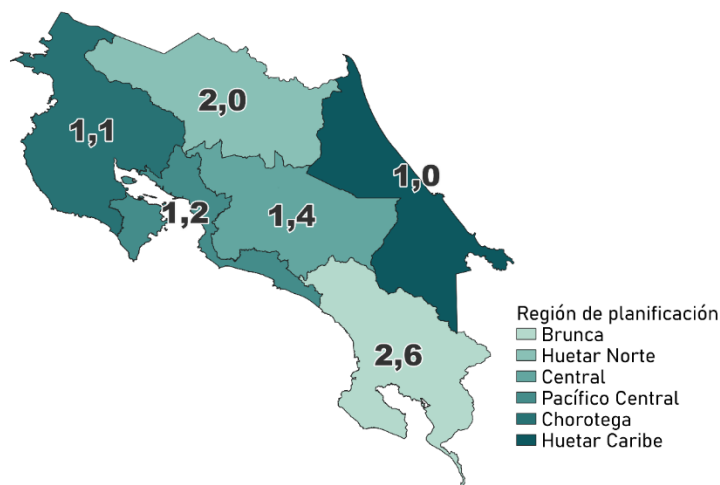 2,0
1,1
1,0
1,2
1,4
2,6
Región de planificación
Brunca
Huetar Norte
Central
Pacífico Central
Chorotega
Huetar Caribe